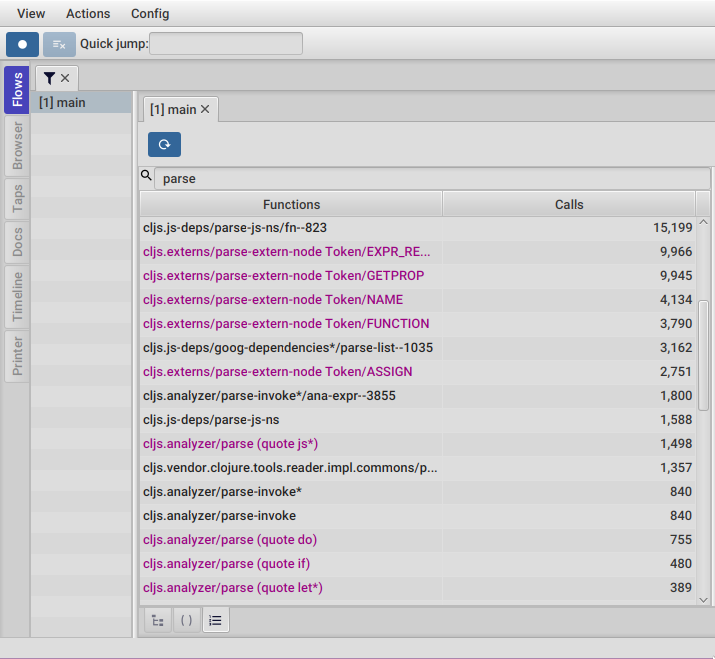 View Actions Config
Quick jump:
[1] main
[1] main
Flows
Browser
Taps
Docs
Timeline
Printer
parse
Functions Calls
cljs.js-deps/parse-js-ns/fn--823 15,199
cljs.externs/parse-extern-node Token/EXPR_RE... 9,966
cljs.externs/parse-extern-node Token/GETPROP 9,945
cljs.externs/parse-extern-node Token/NAME 4,134
cljs.externs/parse-extern-node Token/FUNCTION 3,790
cljs.js-deps/goog-dependencies*/parse-list--1035 3,162
cljs.externs/parse-extern-node Token/ASSIGN 2,751
cljs.analyzer/parse-invoke*/ana-expr--3855 1,800
cljs.js-deps/parse-js-ns 1,588
cljs.analyzer/parse (quote js*) 1,498
cljs.vendor.clojure.tools.reader.impl.commons/p... 1,357
cljs.analyzer/parse-invoke* 840
cljs.analyzer/parse-invoke 840
cljs.analyzer/parse (quote do) 755
cljs.analyzer/parse (quote if) 480
cljs.analyzer/parse (quote let*) 389
( )